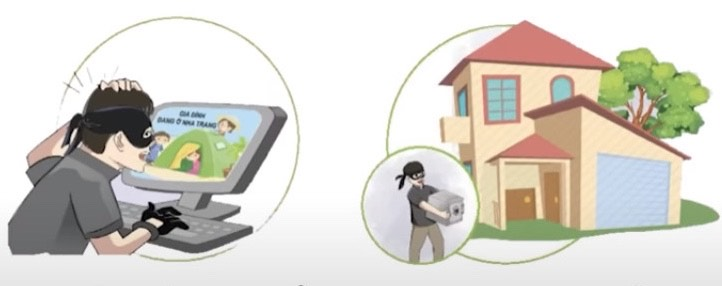 GIA ĐÌNH
ĐANG Ở NHA TRANG